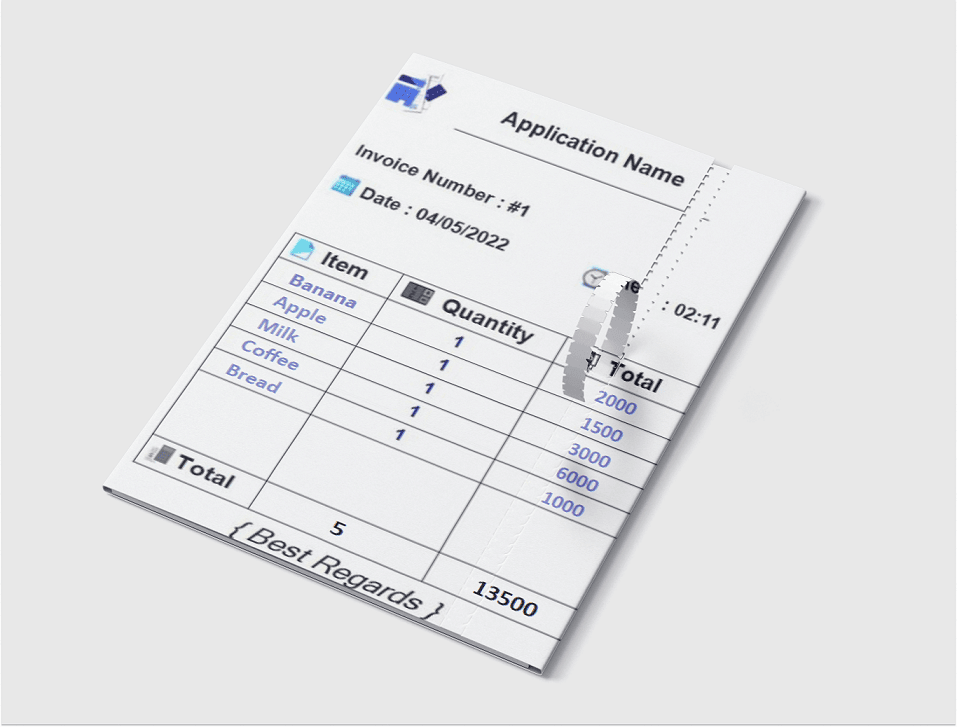 Application Name
Invoice Number : #1
Date : 04/05/2022
: 02:11
Item Quantity Total
Banana 1 2000
Apple 1 1500
Milk 1 3000
Coffee 1 6000
Bread 1 1000
Total 5 13500
{ Best Regards }